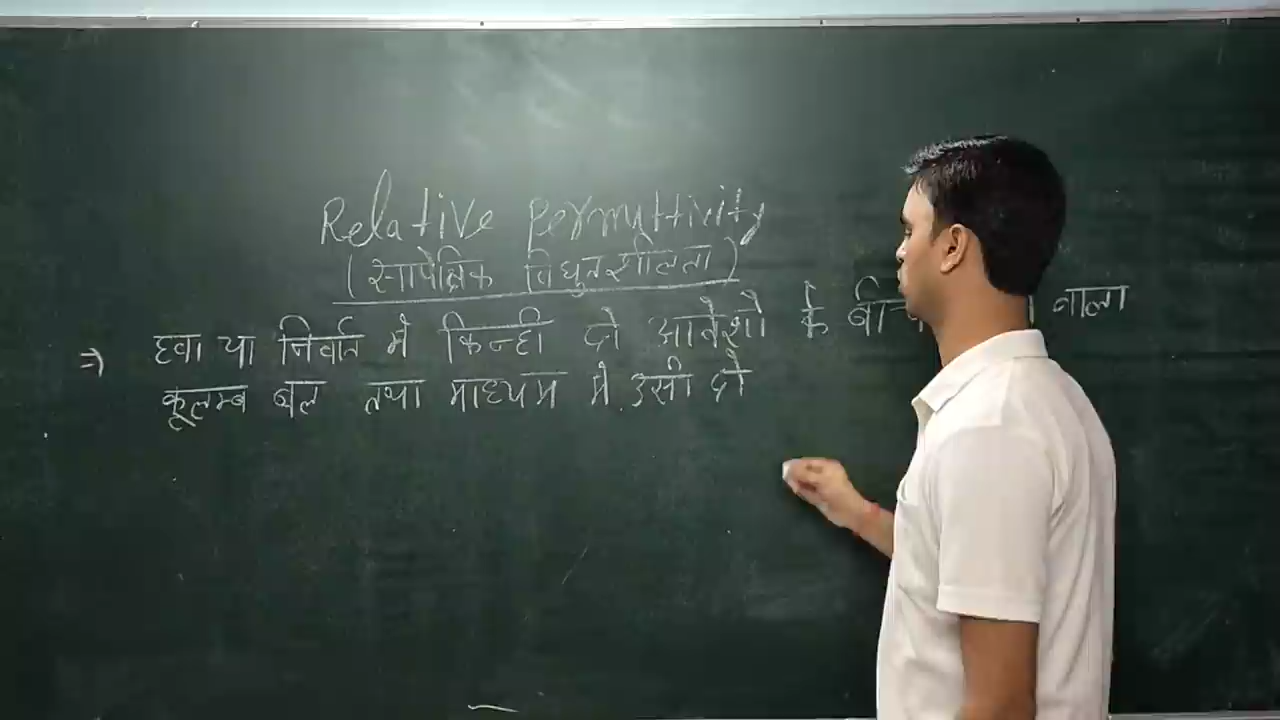 Relative Permittivity
(सापेक्षिक विधुतशीलता)
⇒ हवा या निर्वात में किन्ही दो आवेशो के बीच वाला
कूलम्ब बल तथा माध्यम में उसी दो